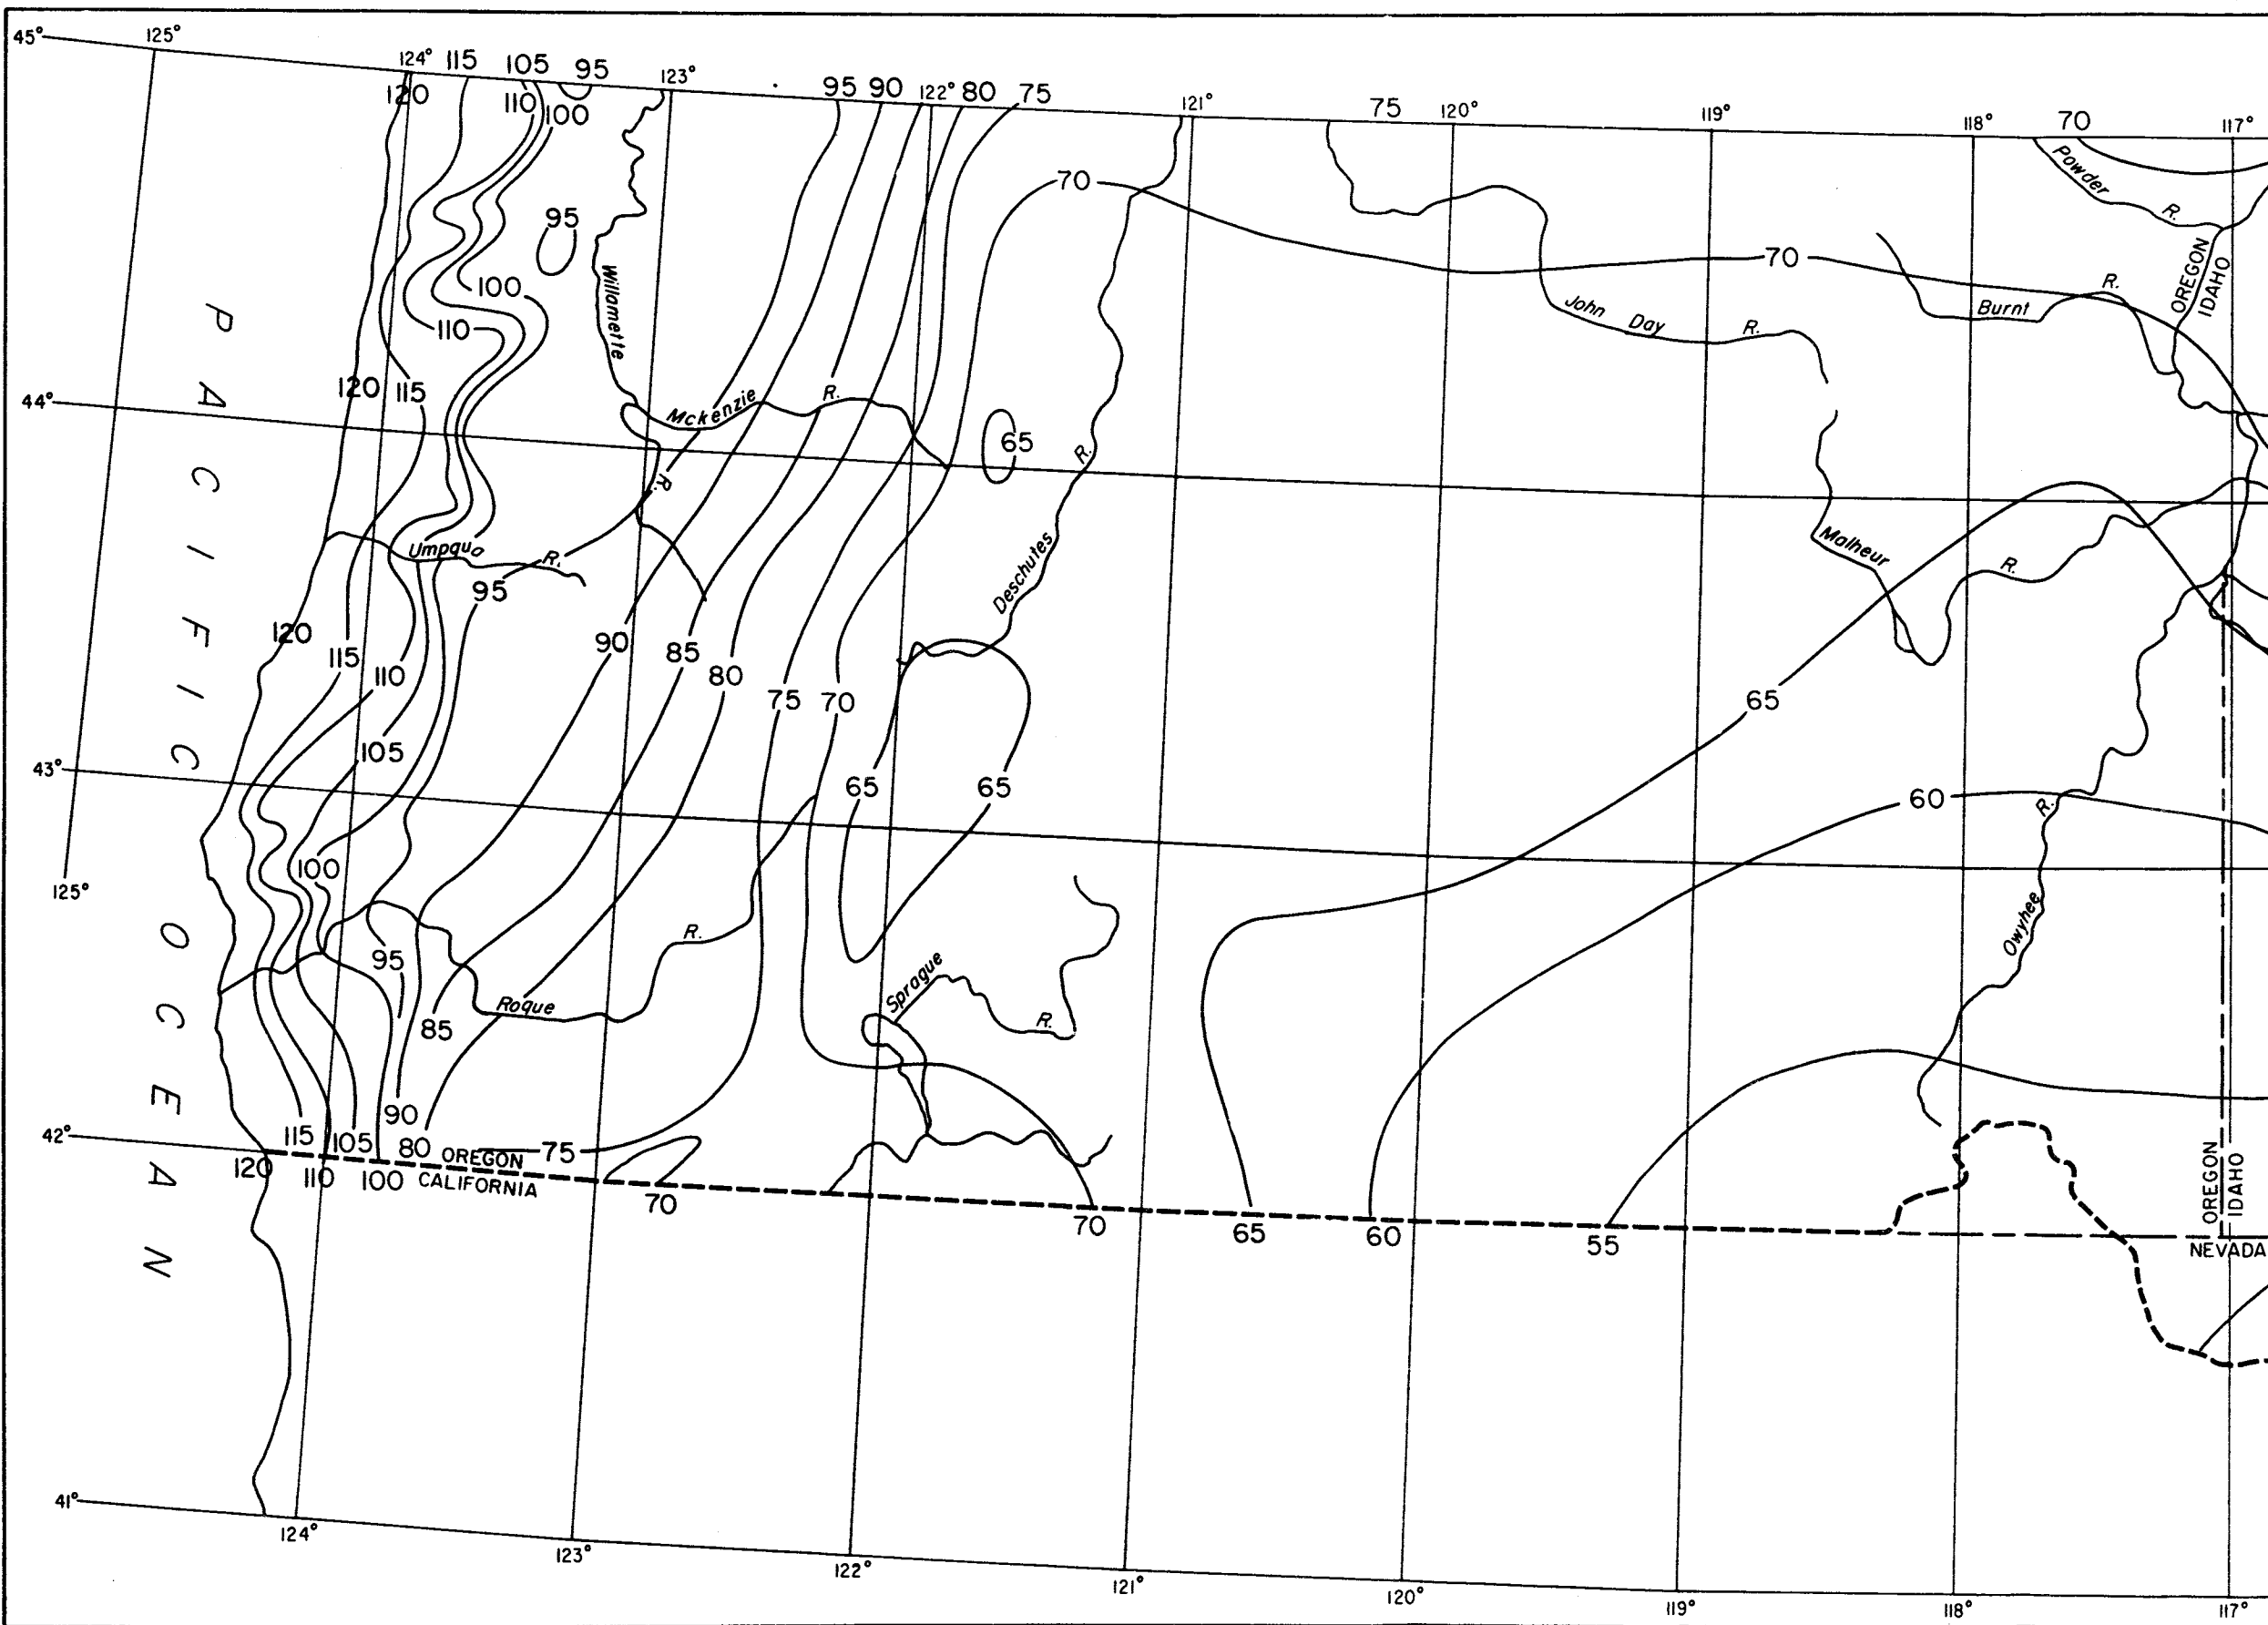 45°
125°
124°
115
105
95
123°
95
90
122°
80
75
121°
75
120°
119°
118°
70
117°
120
110
100
Powder
R.
70
95
OREGON
IDAHO
70
Willamette
100
110
John Day R.
Burnt
R.
120
115
44°
Mckenzie
R.
65
R.
R.
Umpqua
R.
Deschutes
Malheur
R.
95
120
115
110
90
85
80
75
70
65
105
43°
65
65
60
R.
125°
100
95
R.
Owyhee
Sprague
R.
85
Roque
90
42°
115
105
80
OREGON
75
120
110
100
CALIFORNIA
70
70
65
60
55
OREGON
IDAHO
NEVADA
PACIFIC OCEAN
41°
124°
123°
122°
121°
120°
119°
118°
117°